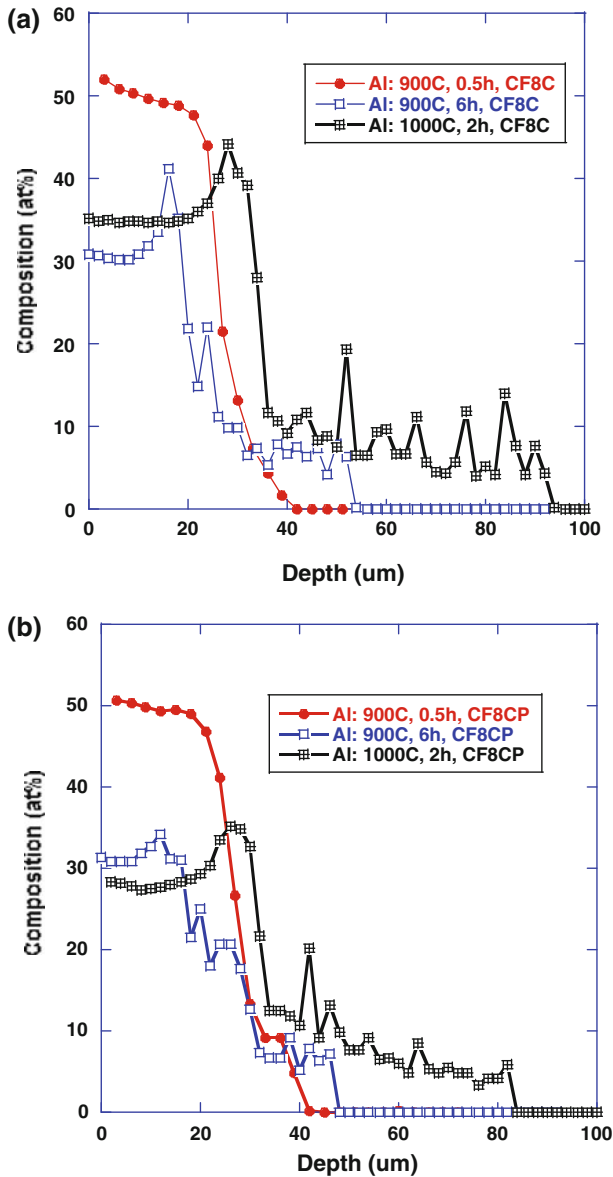 (a)
60
50
40
30
20
10
0
Composition (at%)
Al: 900C, 0.5h, CF8C
Al: 900C, 6h, CF8C
Al: 1000C, 2h, CF8C
0 20 40 60 80 100
Depth (um)
(b)
60
50
40
30
20
10
0
Composition (at%)
Al: 900C, 0.5h, CF8CP
Al: 900C, 6h, CF8CP
Al: 1000C, 2h, CF8CP
0 20 40 60 80 100
Depth (um)